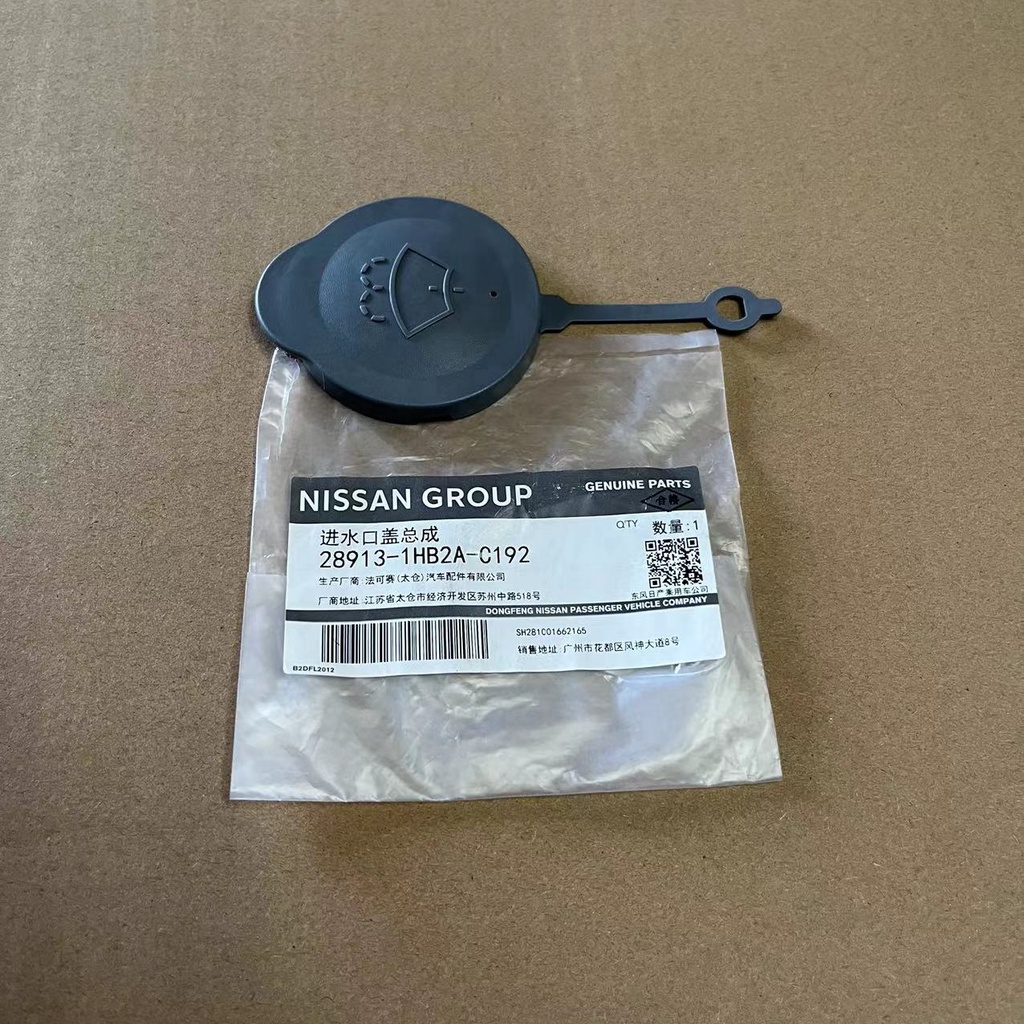 NISSAN GROUP
GENUINE PARTS
合格
进水口盖总成
QTY 数量:1
28913-1HB2A-C192
生产厂商:法可赛(太仓)汽车配件有限公司
东风日产乘用车公司
厂商地址:江苏省太仓市经济开发区苏州中路518号
DONGFENG NISSAN PASSENGER VEHICLE COMPANY
SH281C01662165
销售地址:广州市花都区风神大道8号
B2DFL2012